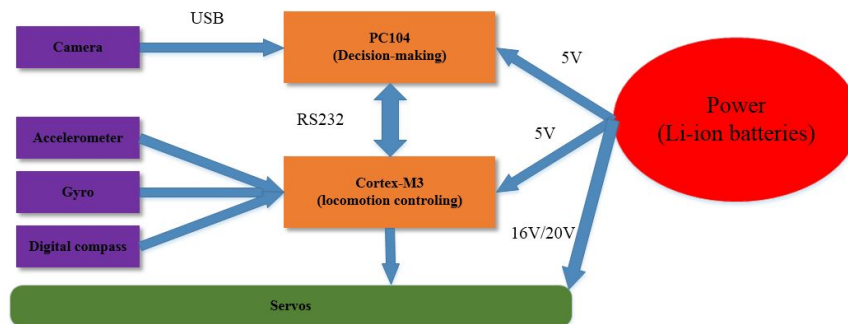 USB
Camera
PC104
(Decision-making)
5V
Power
(Li-ion batteries)
RS232
5V
Accelerometer
Gyro
Digital compass
Cortex-M3
(locomotion controling)
16V/20V
Servos